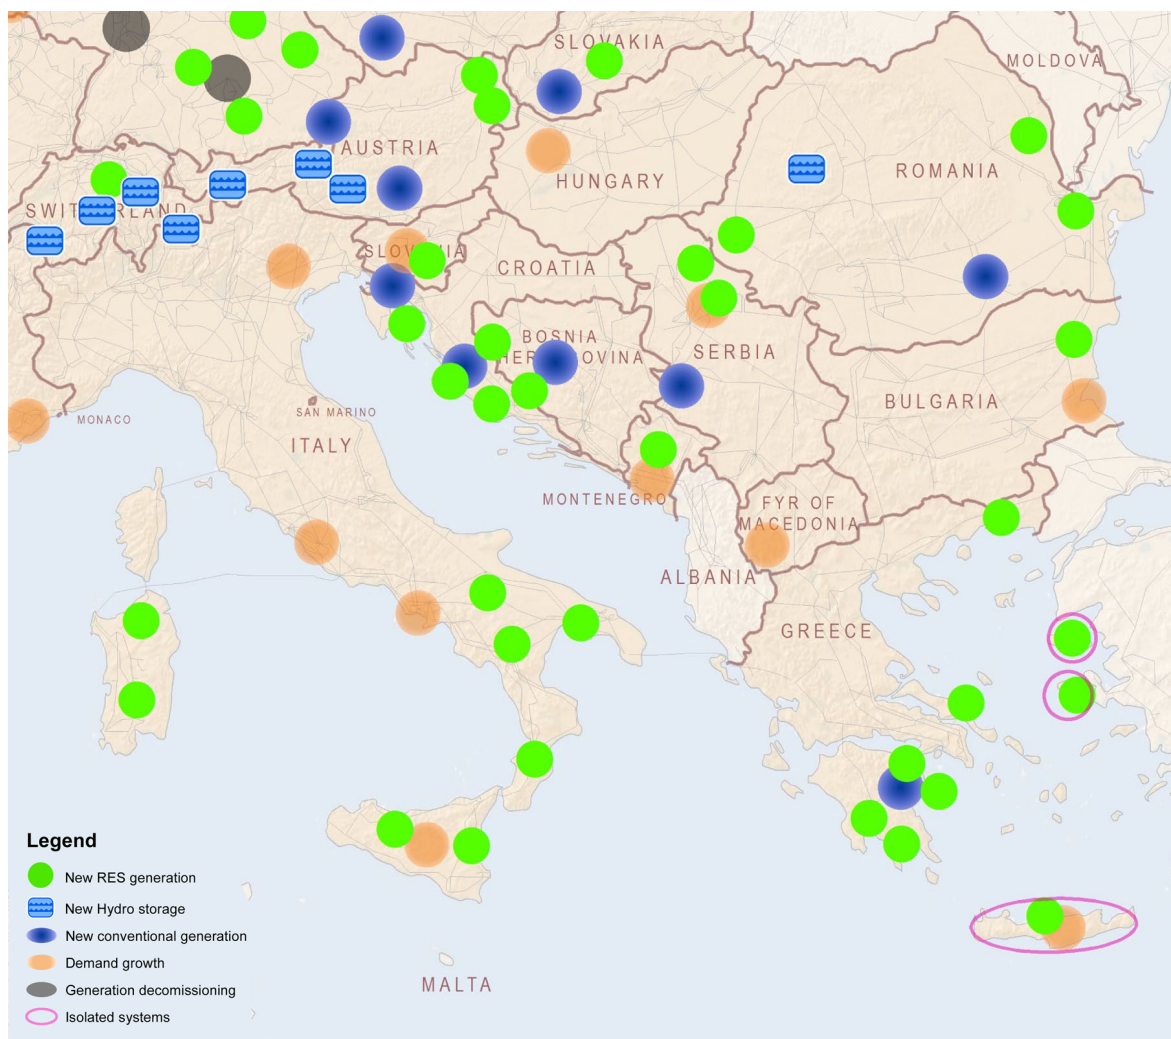 SLOVAKIA
MOLDOVA
AUSTRIA
ROMANIA
HUNGARY
SWITZERLAND
SLOVENIA
CROATIA
BOSNIA
HERZEGOVINA
SERBIA
BULGARIA
SAN MARINO
MONACO
ITALY
MONTENEGRO
FYR OF
MACEDONIA
ALBANIA
GREECE
MALTA
Legend
New RES generation
New Hydro storage
New conventional generation
Demand growth
Generation decomissioning
Isolated systems